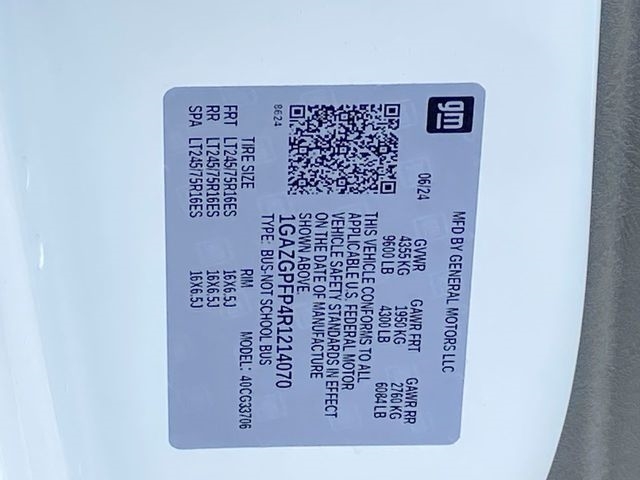 gm
MFD BY GENERAL MOTORS LLC
06/24
GVWR GAWR FRT GAWR RR
4355 KG 1950 KG 2760 KG
9600 LB 4300 LB 6084 LB
THIS VEHICLE CONFORMS TO ALL
APPLICABLE U.S. FEDERAL MOTOR
VEHICLE SAFETY STANDARDS IN EFFECT
ON THE DATE OF MANUFACTURE
SHOWN ABOVE.
1GAZGPFP4R1214070
TYPE: BUS-NOT SCHOOL BUS
8624
MODEL: 40CG33706
TIRE SIZE RIM
FRT LT245/75R16ES 16X6.5J
RR LT245/75R16ES 16X6.5J
SPA LT245/75R16ES 16X6.5J